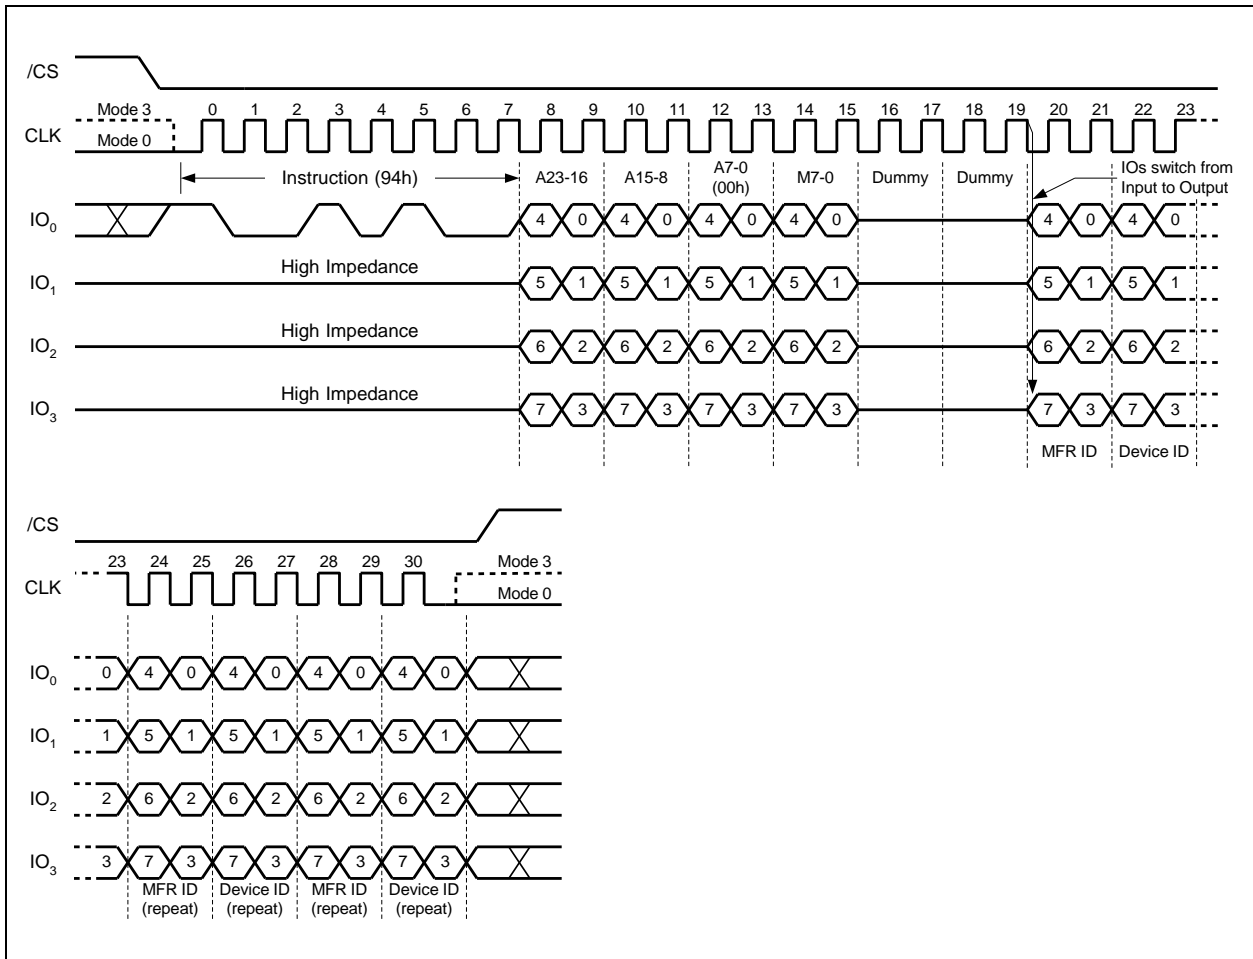 /CS
Mode 3 0 1 2 3 4 5 6 7 8 9 10 11 12 13 14 15 16 17 18 19 20 21 22 23
CLK Mode 0
Instruction (94h) A23-16 A15-8 A7-0 (00h) M7-0 Dummy Dummy IOs switch from Input to Output
IO0 4 0 4 0 4 0 4 0 4 0 4 0
High Impedance
IO1 5 1 5 1 5 1 5 1 5 1 5 1
High Impedance
IO2 6 2 6 2 6 2 6 2 6 2 6 2
High Impedance
IO3 7 3 7 3 7 3 7 3 7 3 7 3
MFR ID Device ID
/CS
23 24 25 26 27 28 29 30 Mode 3
CLK Mode 0
IO0 0 4 0 4 0 4 0 4 0
IO1 1 5 1 5 1 5 1 5 1
IO2 2 6 2 6 2 6 2 6 2
IO3 3 7 3 7 3 7 3 7 3
MFR ID Device ID MFR ID Device ID
(repeat) (repeat) (repeat) (repeat)